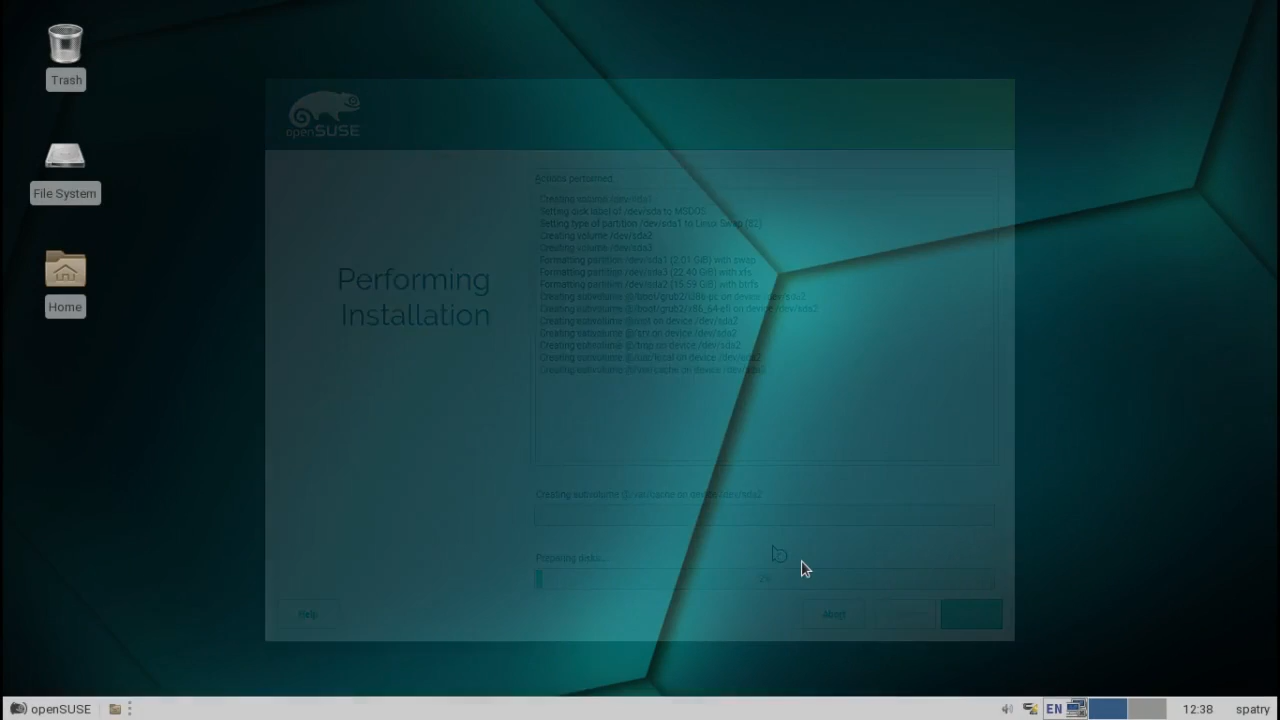 Trash
File System
Home
openSUSE
Performing
Installation
Actions performed:
Creating volume /dev/sda1
Setting disk label of /dev/sda to MSDOS
Setting type of partition /dev/sda1 to Linux Swap (82)
Creating volume /dev/sda2
Creating volume /dev/sda3
Formatting partition /dev/sda1 (2.01 GiB) with swap
Formatting partition /dev/sda3 (22.40 GiB) with xfs
Formatting partition /dev/sda2 (15.59 GiB) with btrfs
Creating subvolume @/boot/grub2/i386-pc on device /dev/sda2
Creating subvolume @/boot/grub2/x86_64-efi on device /dev/sda2
Creating subvolume @/opt on device /dev/sda2
Creating subvolume @/srv on device /dev/sda2
Creating subvolume @/tmp on device /dev/sda2
Creating subvolume @/usr/local on device /dev/sda2
Creating subvolume @/var/cache on device /dev/sda2
Creating subvolume @/var/cache on device /dev/sda2
Preparing disks...
2%
Help
Abort
openSUSE
EN
12:38
spatry